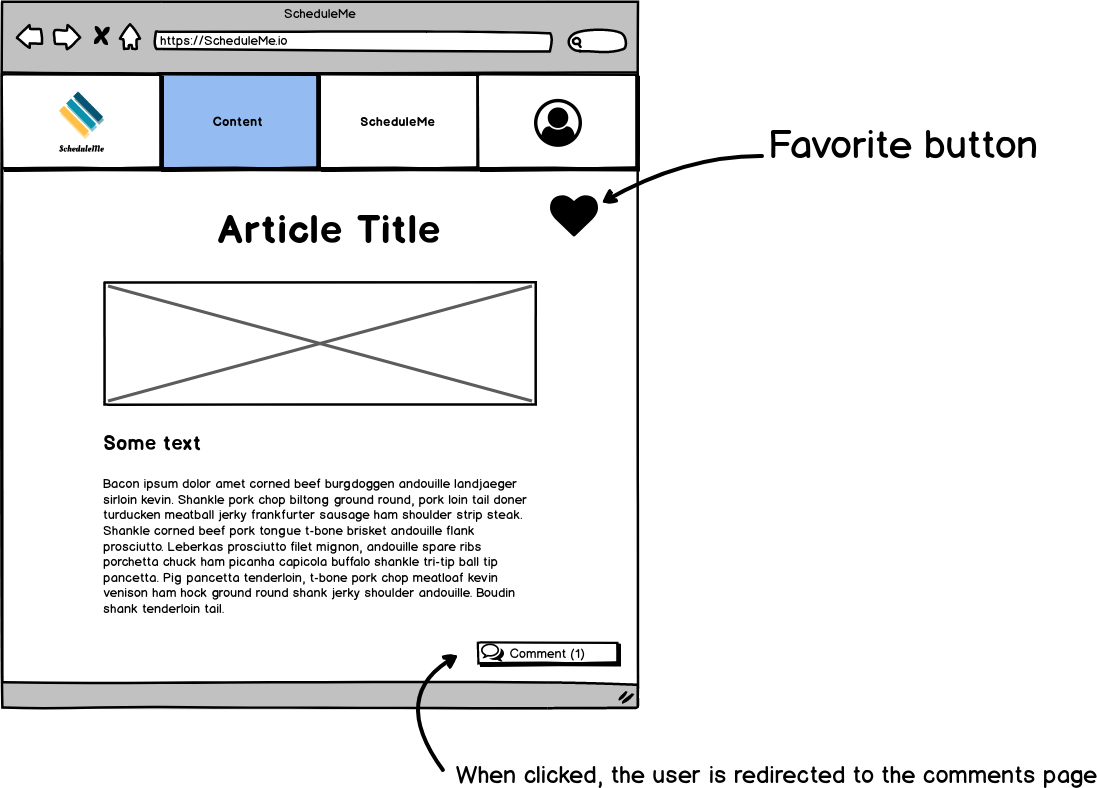 ScheduleMe
https://ScheduleMe.io
ScheduleMe
Content
ScheduleMe
Favorite button
Article Title
Some text
Bacon ipsum dolor amet corned beef burgdoggen andouille landjaeger
sirloin kevin. Shankle pork chop biltong ground round, pork loin tail doner
turducken meatball jerky frankfurter sausage ham shoulder strip steak.
Shankle corned beef pork tongue t-bone brisket andouille flank
prosciutto. Leberkas prosciutto filet mignon, andouille spare ribs
porchetta chuck ham picanha capicola buffalo shankle tri-tip ball tip
pancetta. Pig pancetta tenderloin, t-bone pork chop meatloaf kevin
venison ham hock ground round shank jerky shoulder andouille. Boudin
shank tenderloin tail.
Comment (1)
When clicked, the user is redirected to the comments page